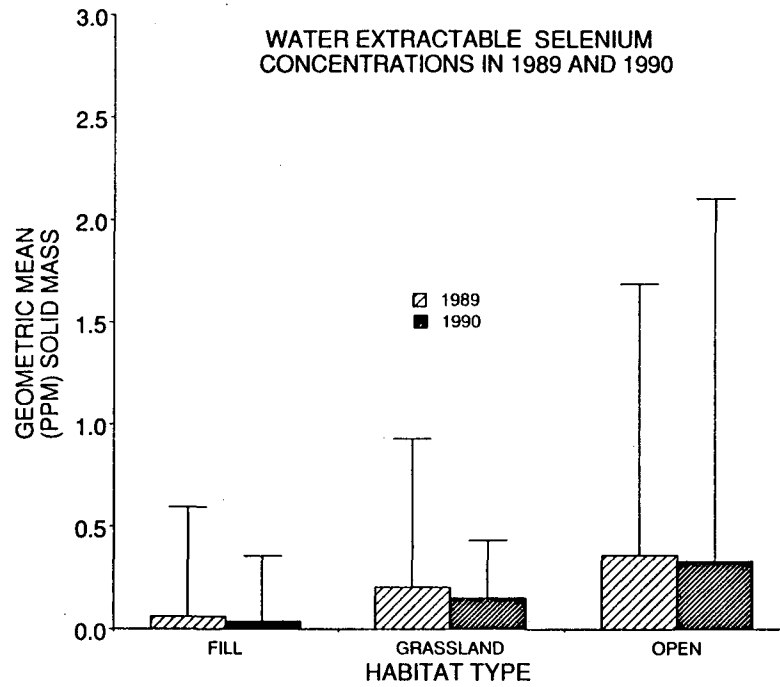 WATER EXTRACTABLE SELENIUM
CONCENTRATIONS IN 1989 AND 1990
3.0
2.5
2.0
1.5
1.0
0.5
0.0
GEOMETRIC MEAN
(PPM) SOLID MASS
1989
1990
FILL
GRASSLAND
OPEN
HABITAT TYPE